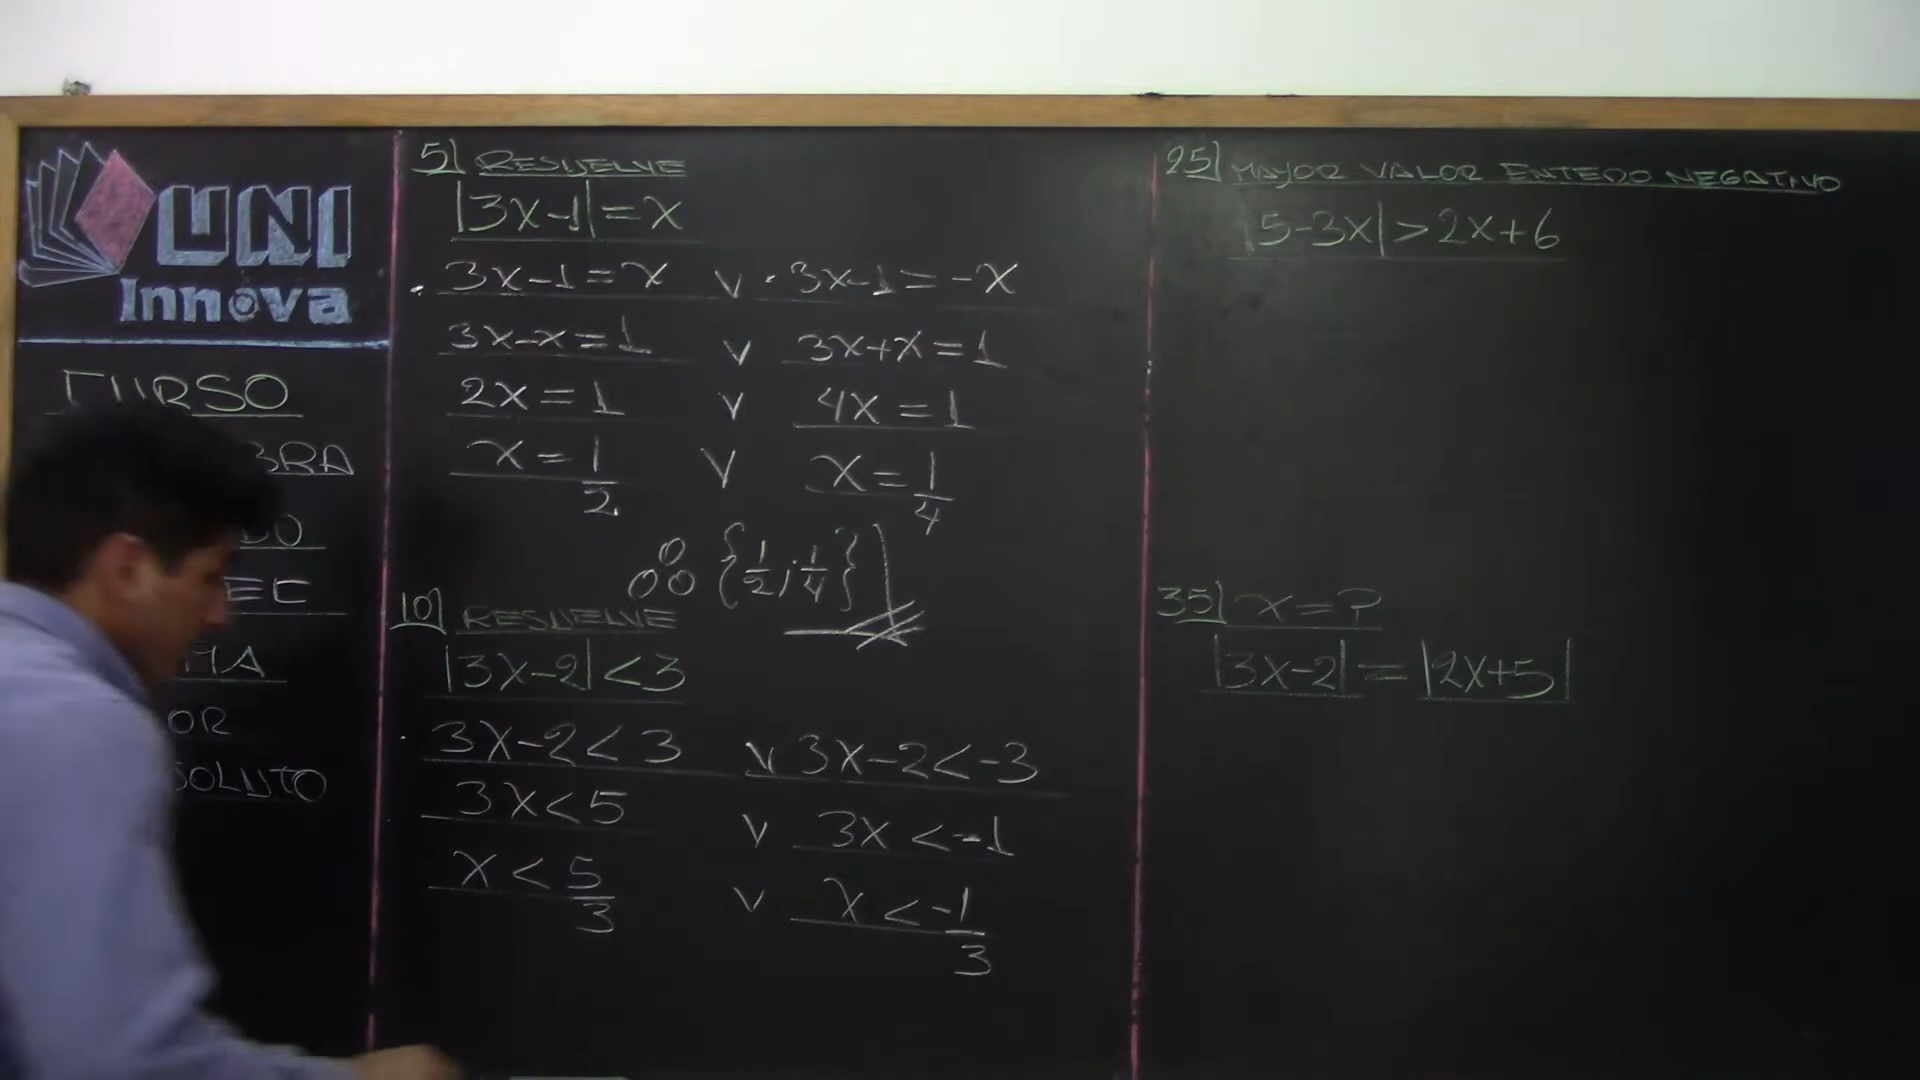 UNI
Innova
CURSO
BRA
DO
EC
MA
OR
SOLUTO
5) RESUELVE
|3x-1|=x
. 3x-1=x v . 3x-1=-x
3x-x=1 v 3x+x=1
2x=1 v 4x=1
x=1/2 v x=1/4
{1/2;1/4}
10) RESUELVE
|3x-2|<3
. 3x-2<3 v 3x-2<-3
3x<5 v 3x<-1
x<5/3 v x<-1/3
25) MAYOR VALOR ENTERO NEGATIVO
|5-3x|>2x+6
35) x=?
|3x-2|=|2x+5|